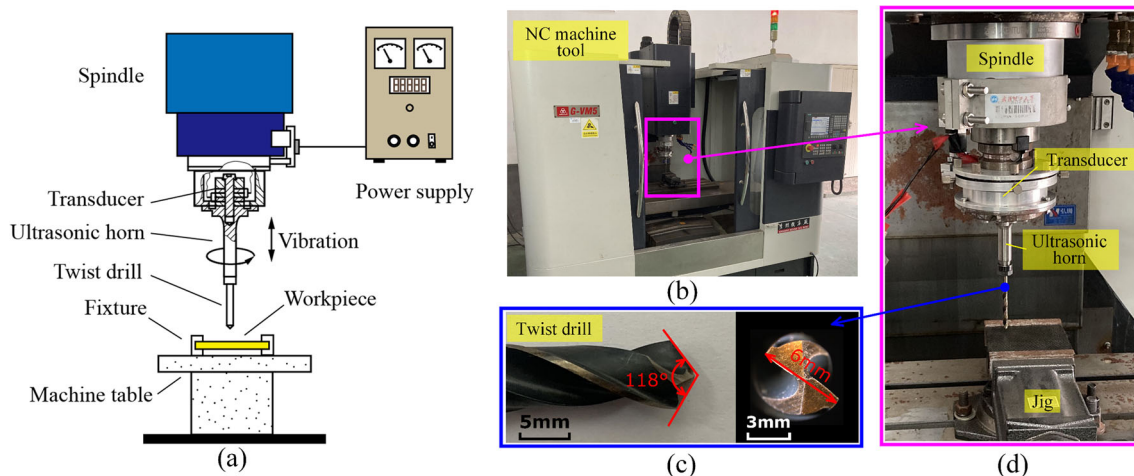 Spindle
Power supply
Transducer
Ultrasonic horn
Vibration
Twist drill
Workpiece
Fixture
Machine table
(a)
NC machine
tool
G-VM5
(b)
Twist drill
118°
5mm
6mm
3mm
(c)
Spindle
Transducer
Ultrasonic
horn
Jig
(d)